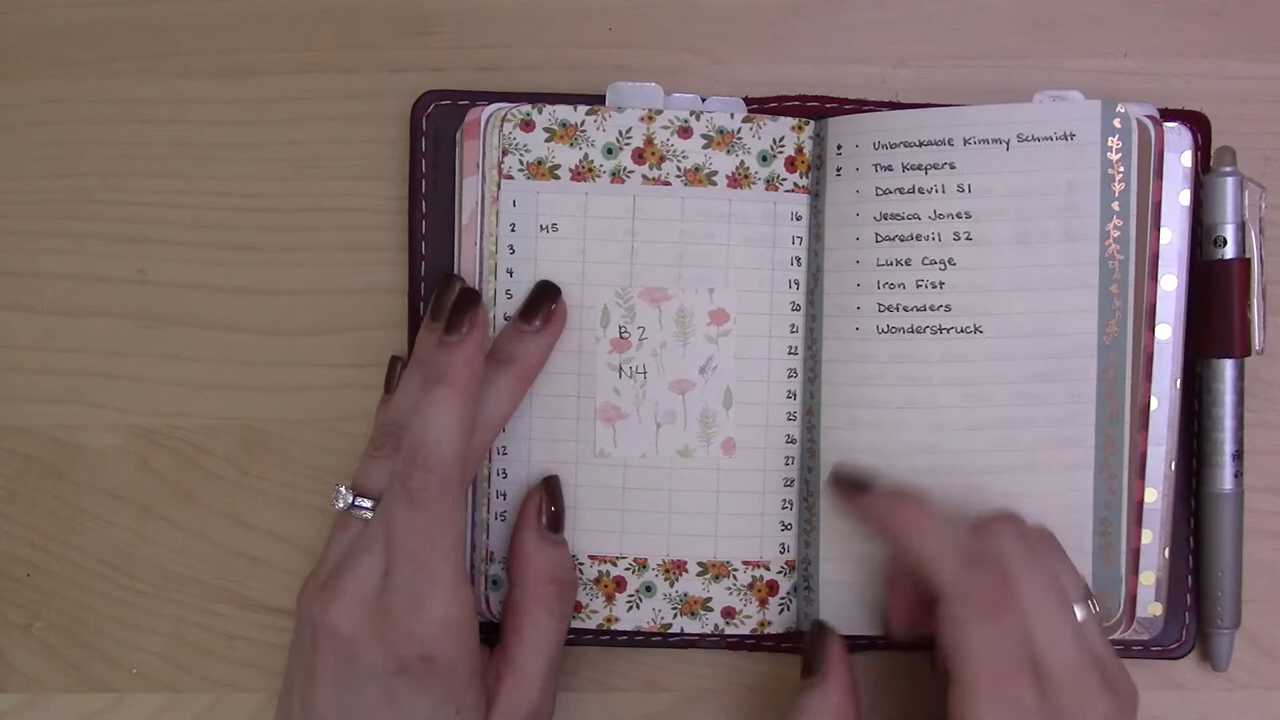 1
2 M5
3
4
5
6
12
13
14
15
B2
N4
16
17
18
19
20
21
22
23
24
25
26
27
28
29
30
31
· Unbreakable Kimmy Schmidt
· The Keepers
· Daredevil S1
· Jessica Jones
· Daredevil S2
· Luke Cage
· Iron Fist
· Defenders
· Wonderstruck